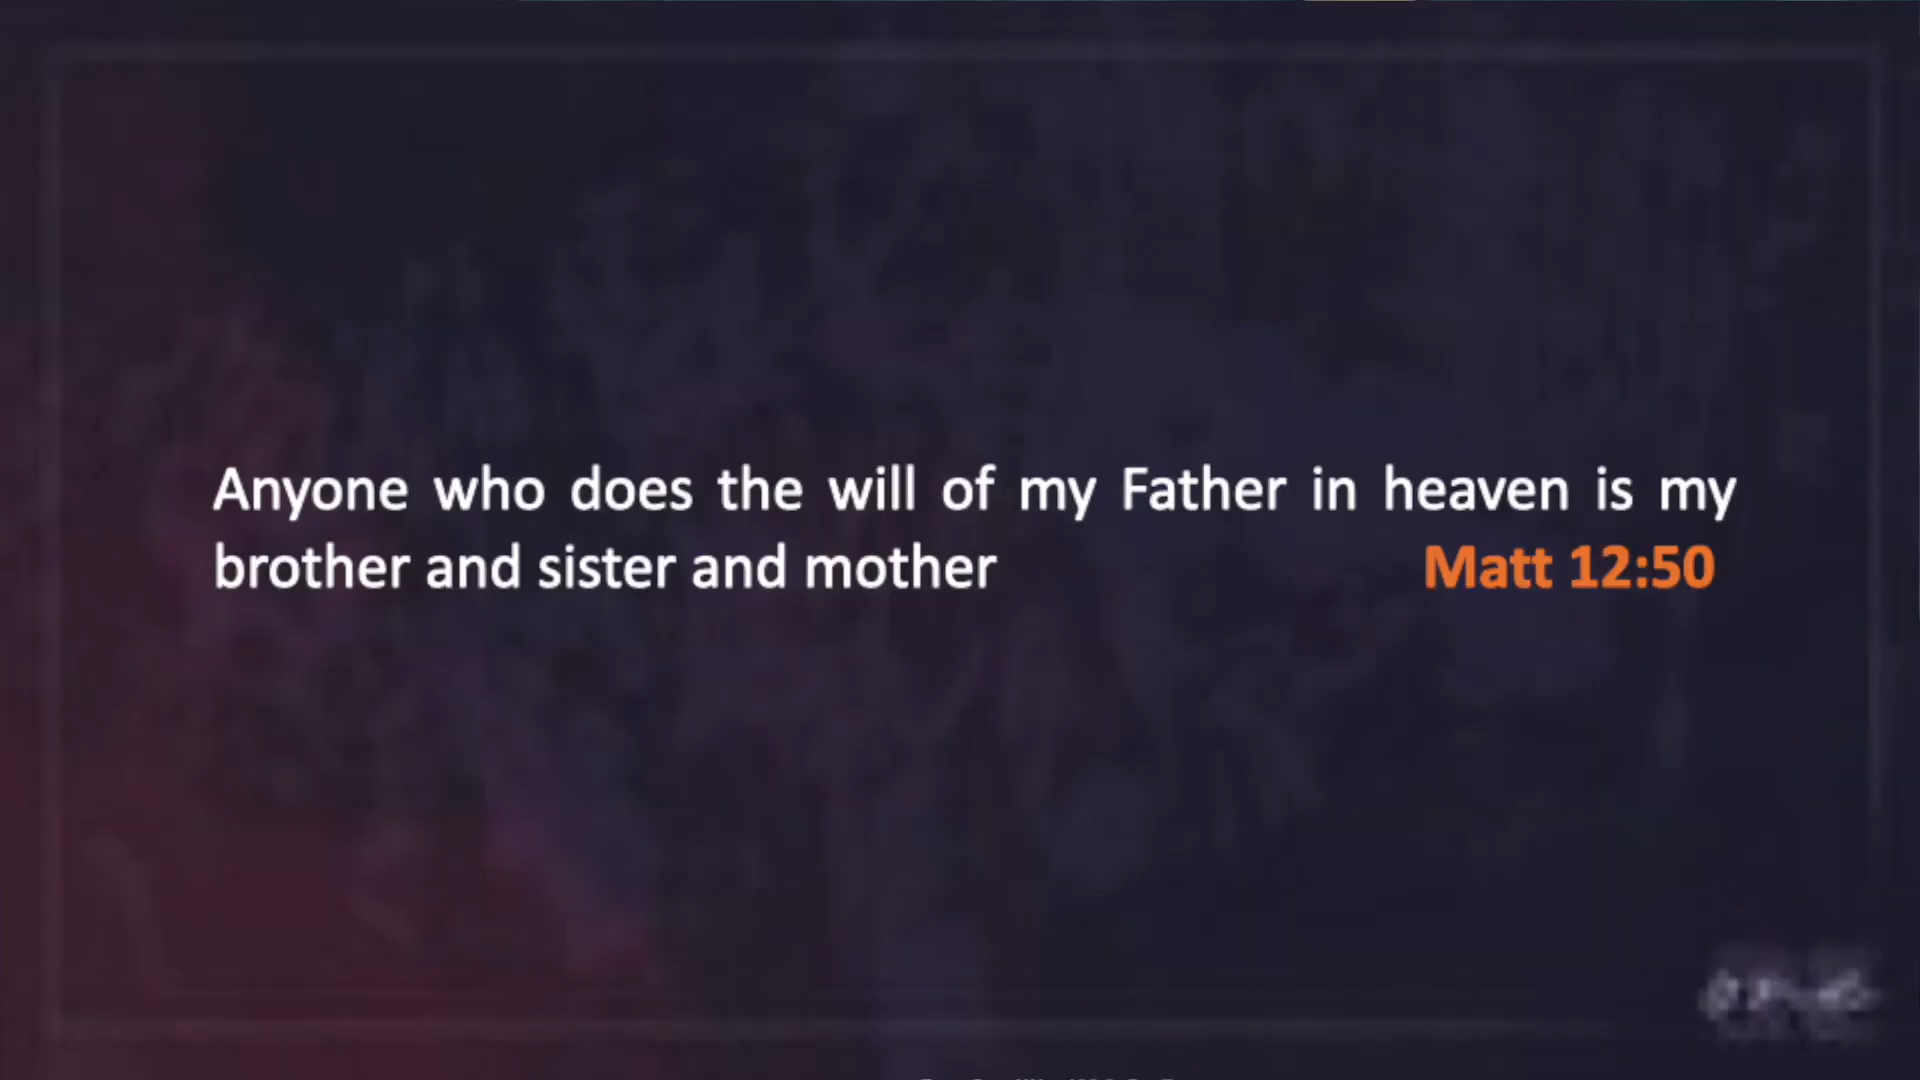 Anyone who does the will of my Father in heaven is my
brother and sister and mother Matt 12:50